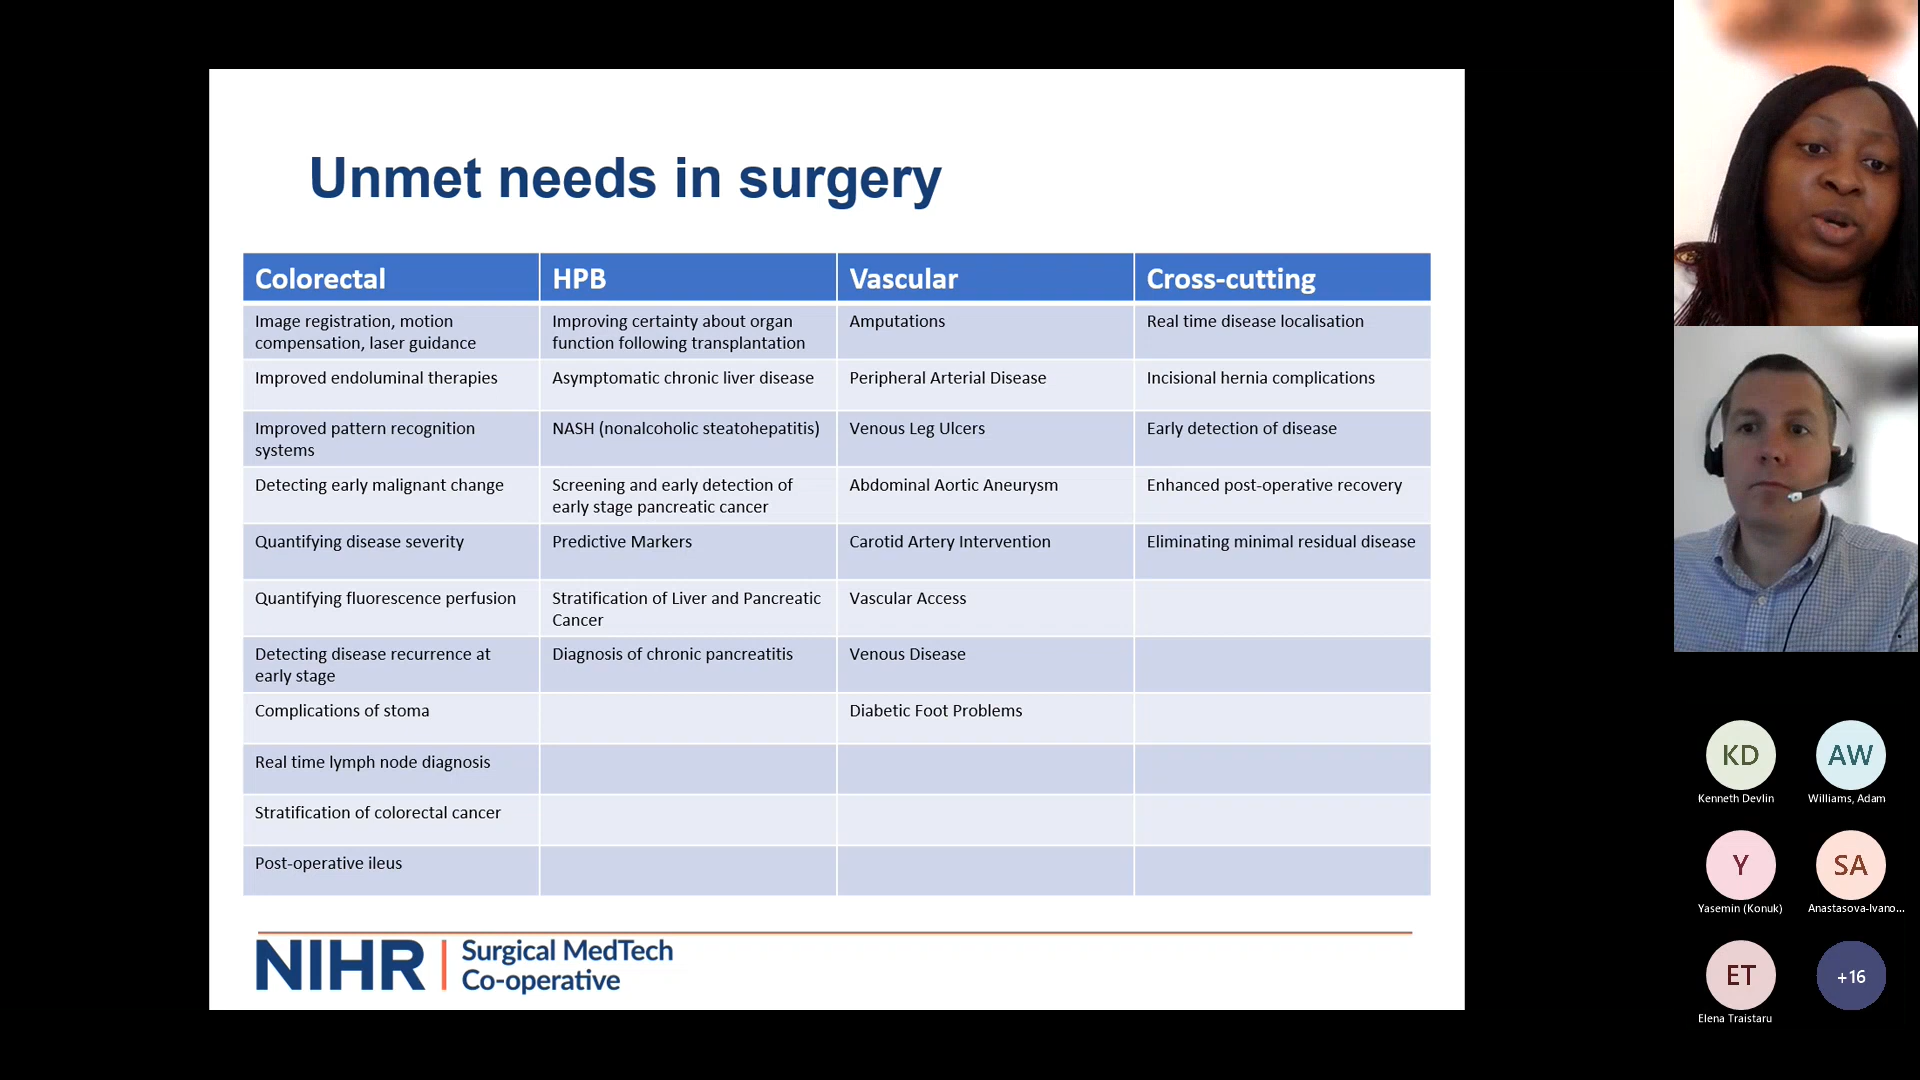 Unmet needs in surgery
Colorectal
HPB
Vascular
Cross-cutting
Image registration, motion
compensation, laser guidance
Improving certainty about organ
function following transplantation
Amputations
Real time disease localisation
Improved endoluminal therapies
Asymptomatic chronic liver disease
Peripheral Arterial Disease
Incisional hernia complications
Improved pattern recognition
systems
NASH (nonalcoholic steatohepatitis)
Venous Leg Ulcers
Early detection of disease
Detecting early malignant change
Screening and early detection of
early stage pancreatic cancer
Abdominal Aortic Aneurysm
Enhanced post-operative recovery
Quantifying disease severity
Predictive Markers
Carotid Artery Intervention
Eliminating minimal residual disease
Quantifying fluorescence perfusion
Stratification of Liver and Pancreatic
Cancer
Vascular Access
Detecting disease recurrence at
early stage
Diagnosis of chronic pancreatitis
Venous Disease
Complications of stoma
Diabetic Foot Problems
Real time lymph node diagnosis
Stratification of colorectal cancer
Post-operative ileus
NIHR
Surgical MedTech
Co-operative
KD
Kenneth Devlin
AW
Williams, Adam
Y
Yasemin (Konuk)
SA
Anastasova-Ivano...
ET
Elena Traistaru
+16